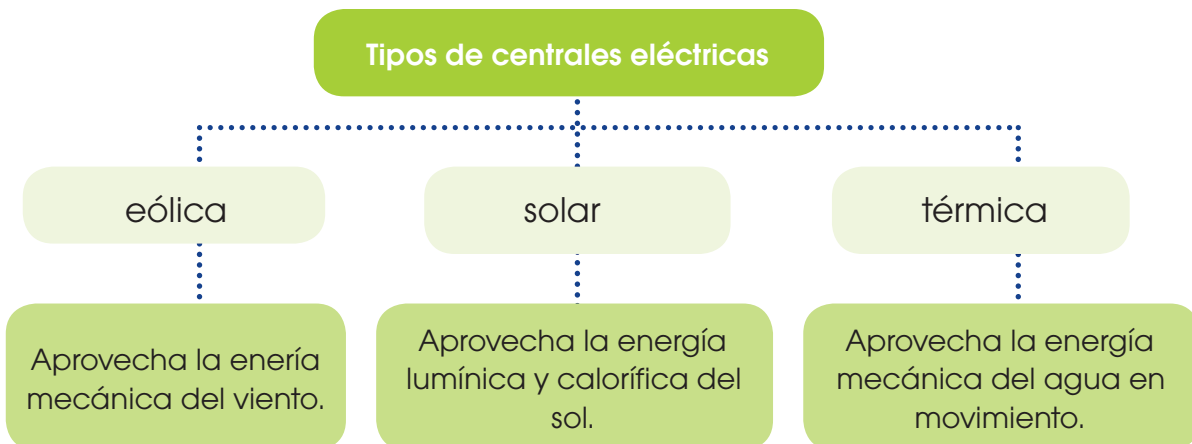 Tipos de centrales eléctricas
eólica
solar
térmica
Aprovecha la enería
mecánica del viento.
Aprovecha la energía
lumínica y calorífica del
sol.
Aprovecha la energía
mecánica del agua en
movimiento.